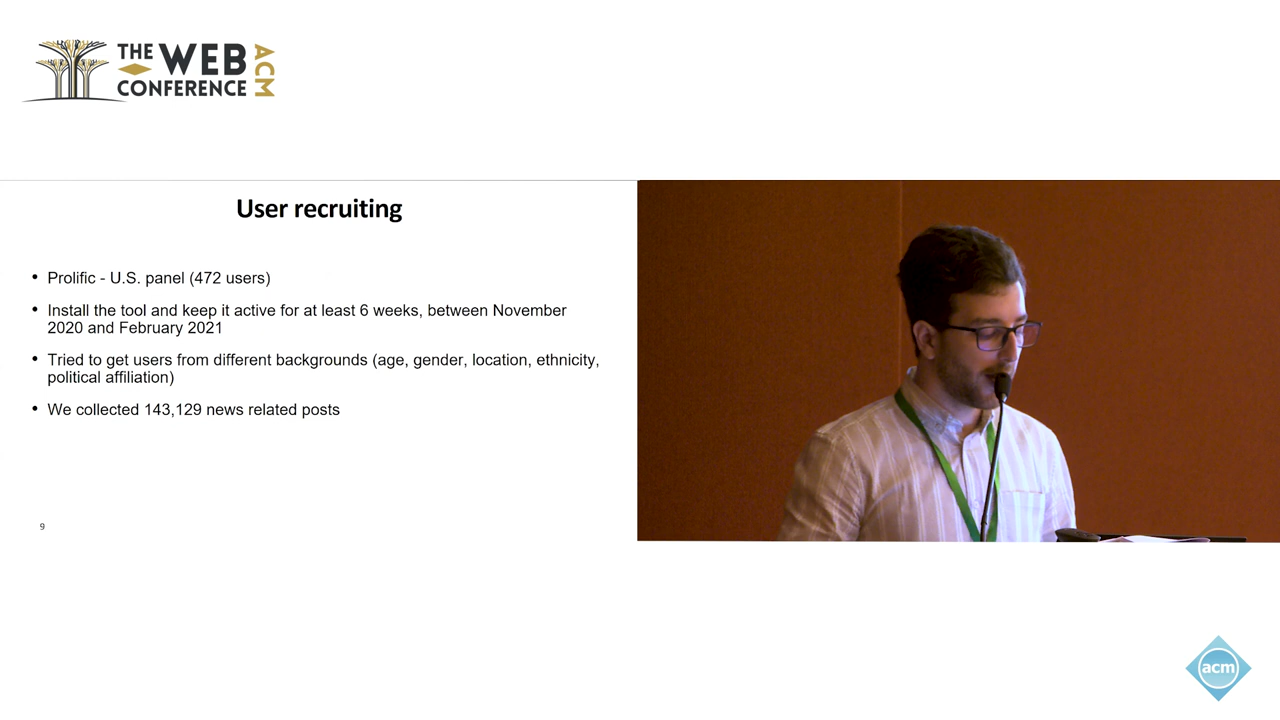 THE WEB
CONFERENCE
ACM
User recruiting
• Prolific - U.S. panel (472 users)
• Install the tool and keep it active for at least 6 weeks, between November
2020 and February 2021
• Tried to get users from different backgrounds (age, gender, location, ethnicity,
political affiliation)
• We collected 143,129 news related posts
9
acm